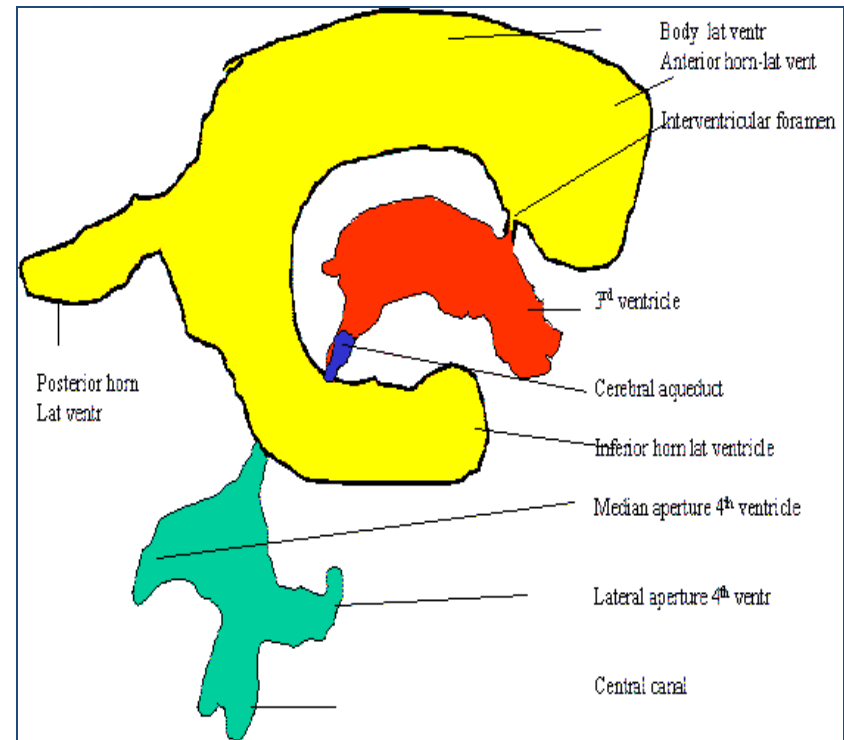 Body lat ventr
Anterior horn-lat vent
Interventricular foramen
3rd ventricle
Cerebral aqueduct
Posterior horn
Lat ventr
Inferior horn lat ventricle
Median aperture 4th ventricle
Lateral aperture 4th ventr
Central canal